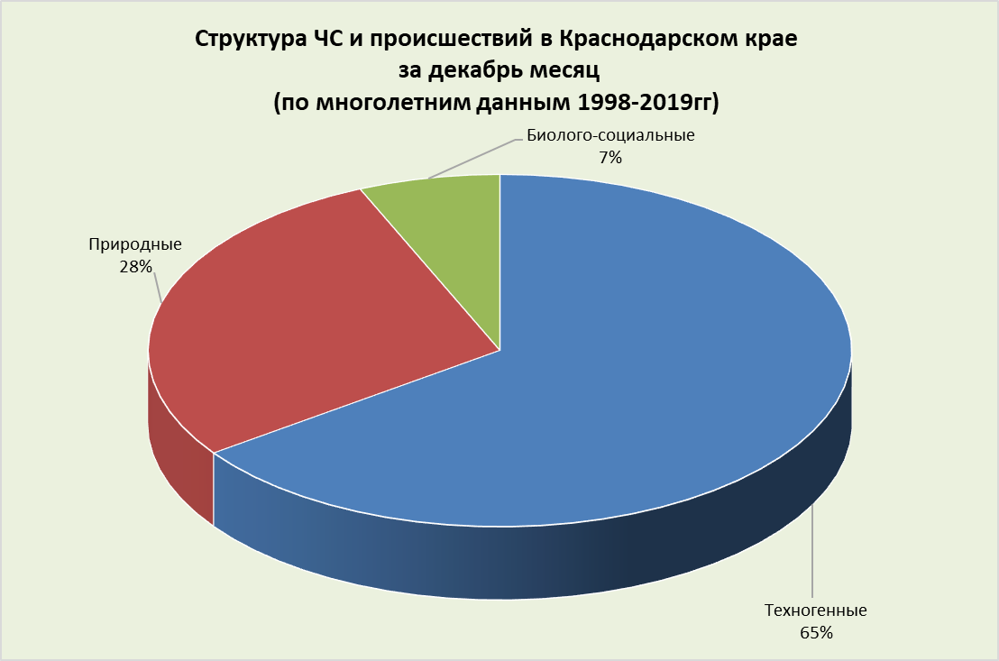 Структура ЧС и происшествий в Краснодарском крае
за декабрь месяц
(по многолетним данным 1998-2019гг)
Биолого-социальные
7%
Природные
28%
Техногенные
65%